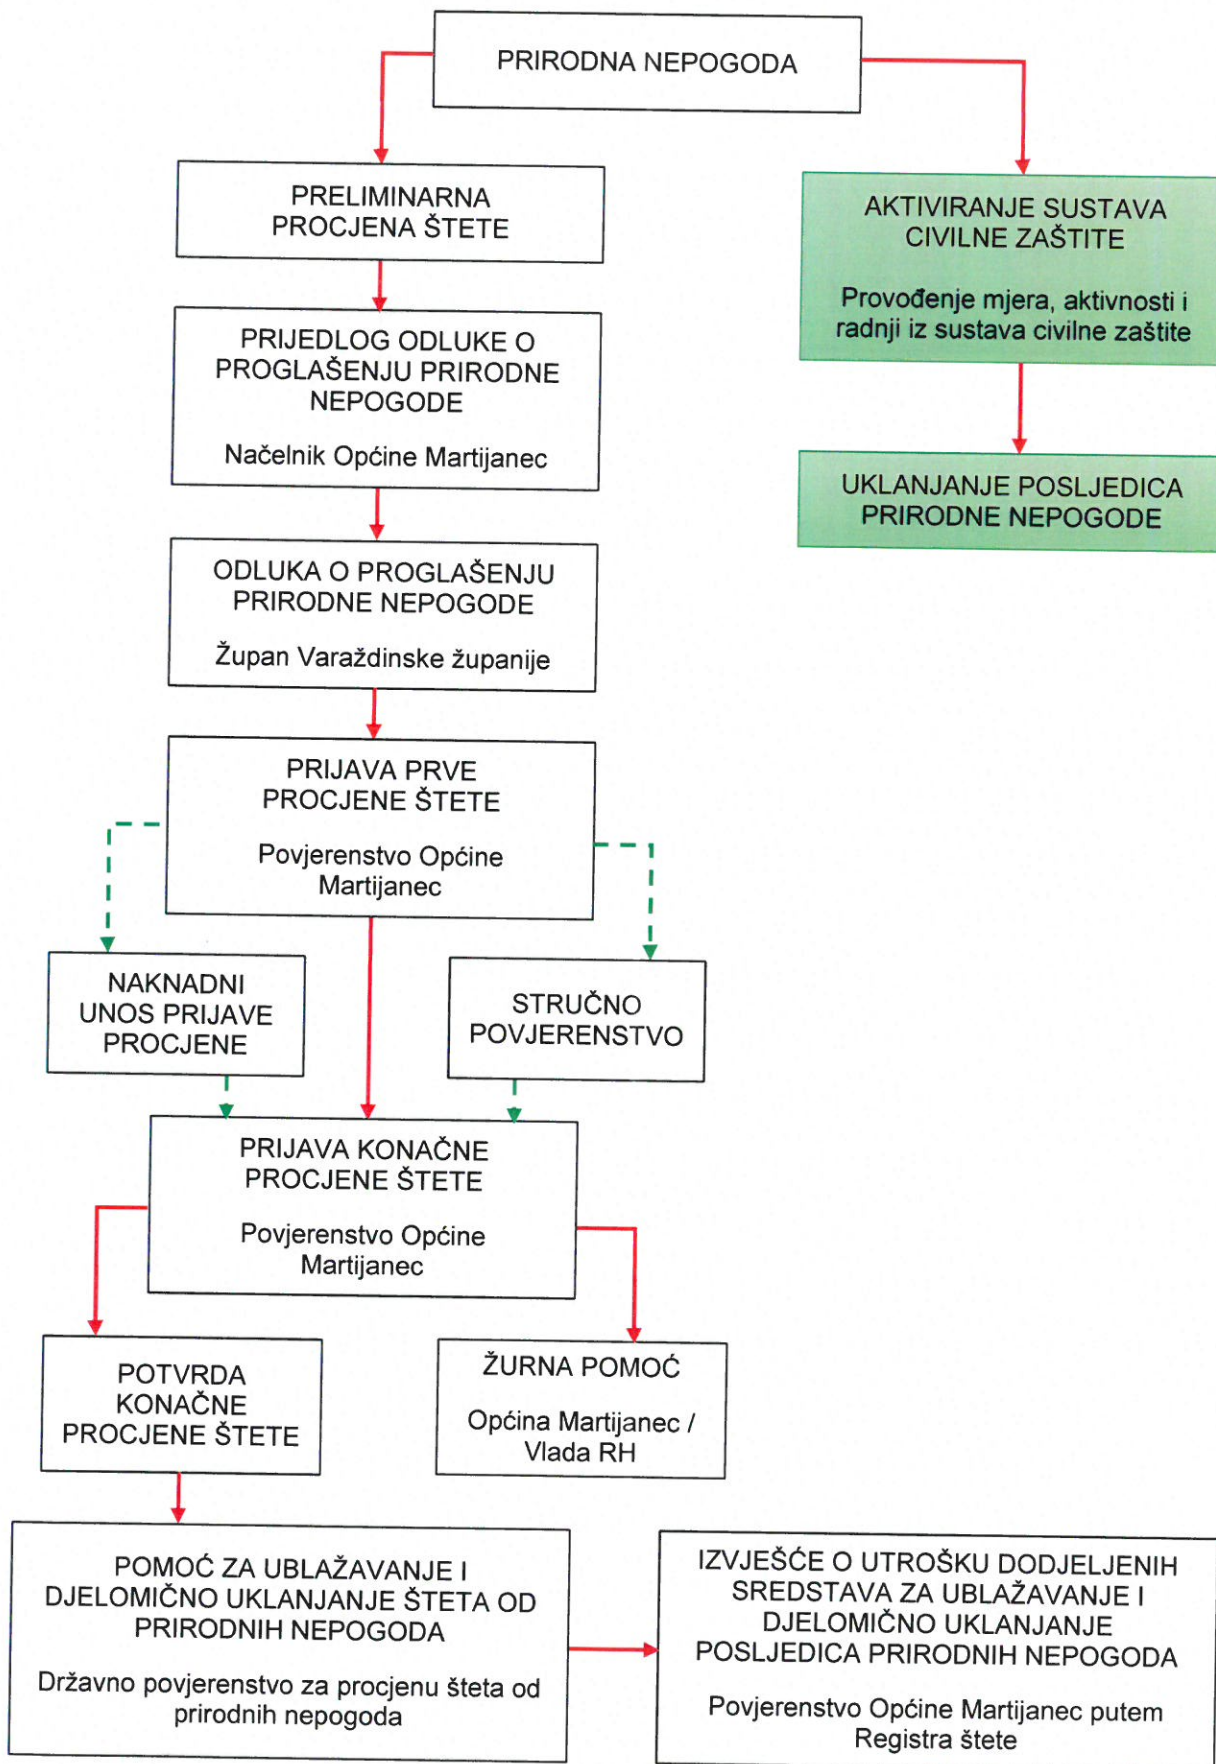 PRIRODNA NEPOGODA
PRELIMINARNA
PROCJENA ŠTETE
AKTIVIRANJE SUSTAVA
CIVILNE ZAŠTITE
Provođenje mjera, aktivnosti i
radnji iz sustava civilne zaštite
PRIJEDLOG ODLUKE O
PROGLAŠENJU PRIRODNE
NEPOGODE
Načelnik Općine Martijanec
UKLANJANJE POSLJEDICA
PRIRODNE NEPOGODE
ODLUKA O PROGLAŠENJU
PRIRODNE NEPOGODE
Župan Varaždinske županije
PRIJAVA PRVE
PROCJENE ŠTETE
Povjerenstvo Općine
Martijanec
NAKNADNI
UNOS PRIJAVE
PROCJENE
STRUČNO
POVJERENSTVO
PRIJAVA KONAČNE
PROCJENE ŠTETE
Povjerenstvo Općine
Martijanec
POTVRDA
KONAČNE
PROCJENE ŠTETE
ŽURNA POMOĆ
Općina Martijanec /
Vlada RH
POMOĆ ZA UBLAŽAVANJE I
DJELOMIČNO UKLANJANJE ŠTETA OD
PRIRODNIH NEPOGODA
Državno povjerenstvo za procjenu šteta od
prirodnih nepogoda
IZVJEŠĆE O UTROŠKU DODJELJENIH
SREDSTAVA ZA UBLAŽAVANJE I
DJELOMIČNO UKLANJANJE
POSLJEDICA PRIRODNIH NEPOGODA
Povjerenstvo Općine Martijanec putem
Registra štete